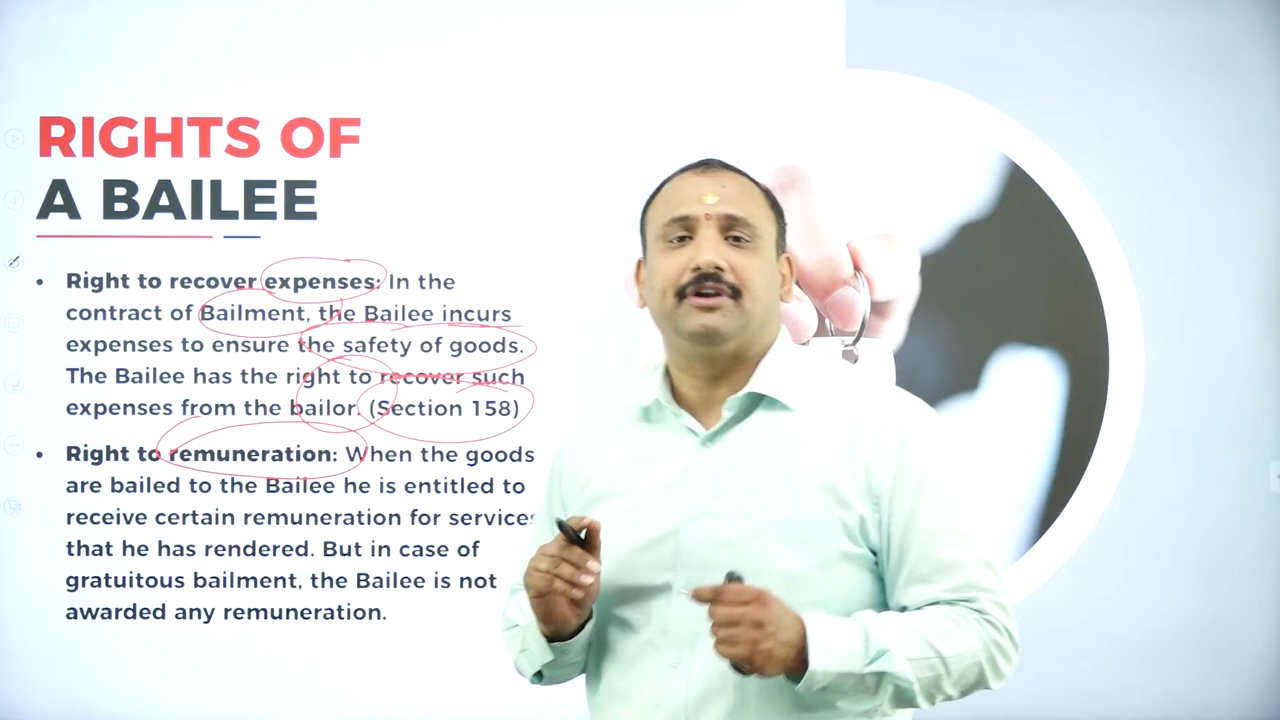 RIGHTS OF
A BAILEE
• Right to recover expenses: In the
contract of Bailment, the Bailee incurs
expenses to ensure the safety of goods.
The Bailee has the right to recover such
expenses from the bailor. (Section 158)
• Right to remuneration: When the goods
are bailed to the Bailee he is entitled to
receive certain remuneration for services
that he has rendered. But in case of
gratuitous bailment, the Bailee is not
awarded any remuneration.